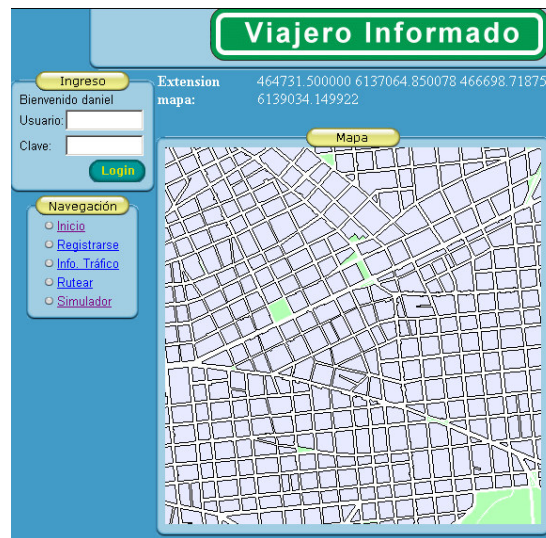 Viajero Informado
Ingreso
Bienvenido daniel
Usuario:
Clave:
Login
Navegación
Inicio
Registrarse
Info. Tráfico
Rutear
Simulador
Extension 464731.500000 6137064.850078 466698.71875
mapa: 6139034.149922
Mapa